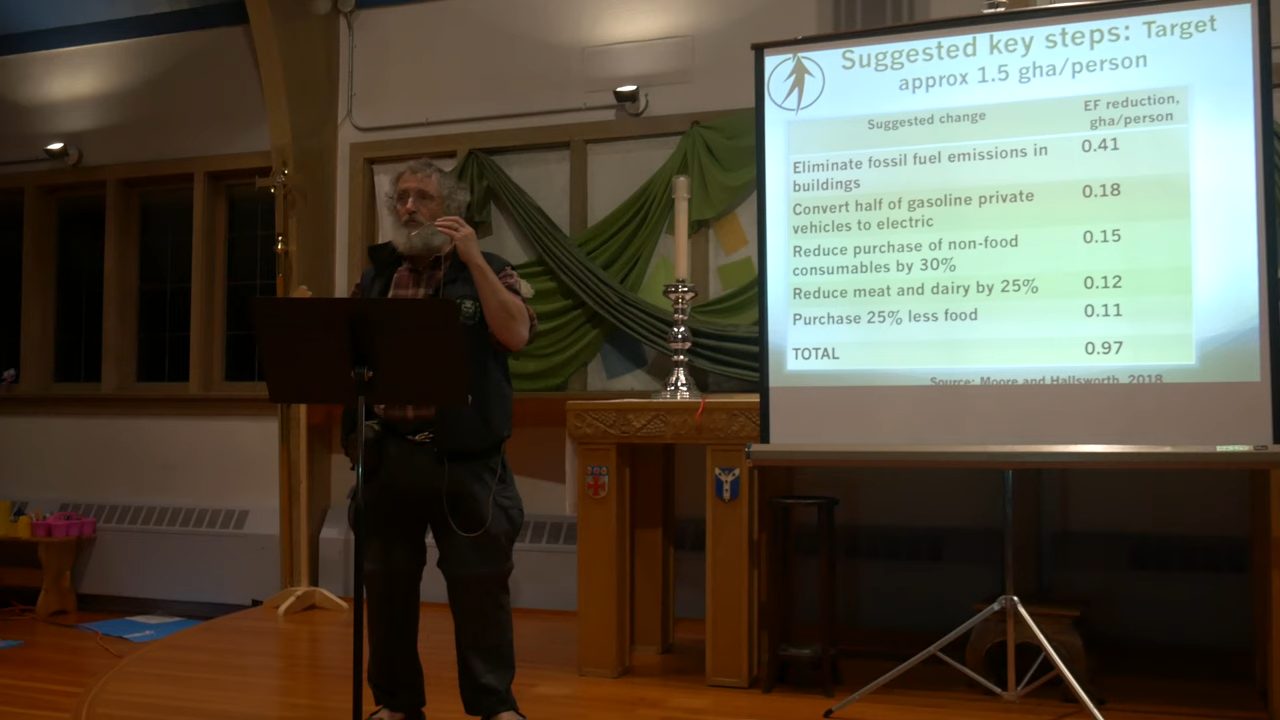 Suggested key steps: Target
approx 1.5 gha/person
Suggested change
EF reduction,
gha/person
Eliminate fossil fuel emissions in
buildings
0.41
Convert half of gasoline private
vehicles to electric
0.18
Reduce purchase of non-food
consumables by 30%
0.15
Reduce meat and dairy by 25%
0.12
Purchase 25% less food
0.11
TOTAL
0.97
Source: Moore and Hallsworth, 2018